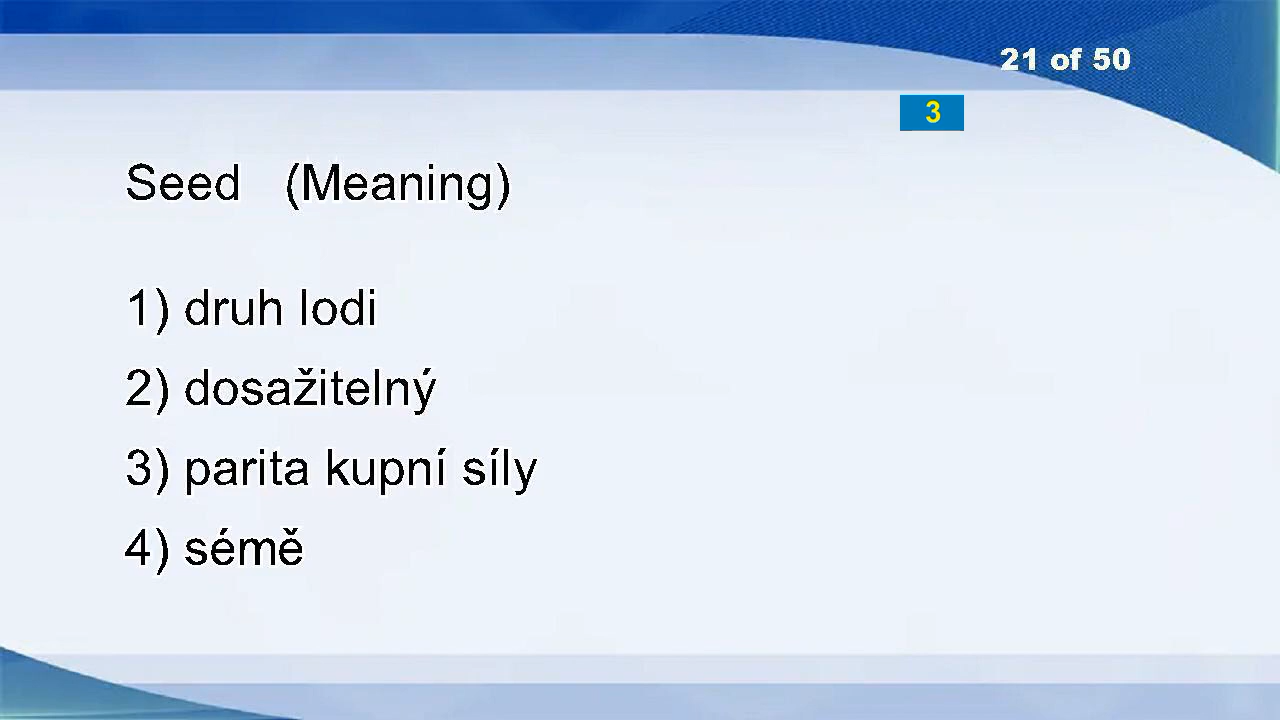 21 of 50
3
Seed (Meaning)
1) druh lodi
2) dosažitelný
3) parita kupní síly
4) sémě